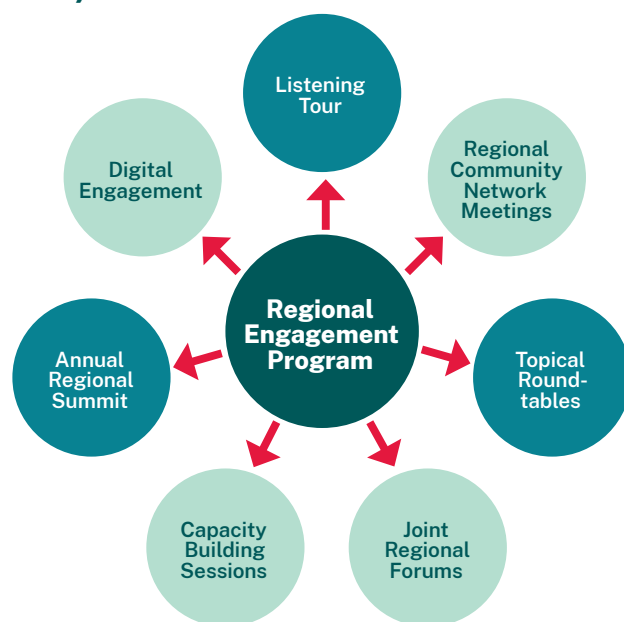 Listening
Tour
Regional
Community
Network
Meetings
Digital
Engagement
Regional
Engagement
Program
Annual
Regional
Summit
Topical
Round-
tables
Capacity
Building
Sessions
Joint
Regional
Forums